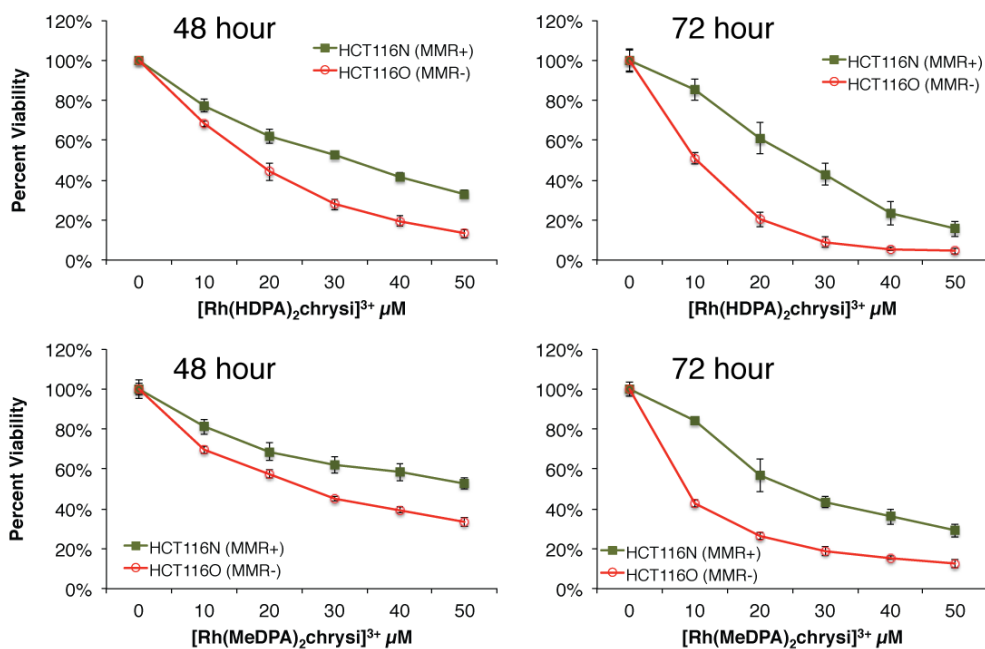 48 hour
HCT116N (MMR+)
HCT116O (MMR-)
120%
100%
80%
60%
40%
20%
0%
Percent Viability
0 10 20 30 40 50
[Rh(HDPA)₂chrysi]³⁺ µM
72 hour
HCT116N (MMR+)
HCT116O (MMR-)
120%
100%
80%
60%
40%
20%
0%
0 10 20 30 40 50
[Rh(HDPA)₂chrysi]³⁺ µM
48 hour
120%
100%
80%
60%
40%
20%
0%
Percent Viability
HCT116N (MMR+)
HCT116O (MMR-)
0 10 20 30 40 50
[Rh(MeDPA)₂chrysi]³⁺ µM
72 hour
120%
100%
80%
60%
40%
20%
0%
HCT116N (MMR+)
HCT116O (MMR-)
0 10 20 30 40 50
[Rh(MeDPA)₂chrysi]³⁺ µM